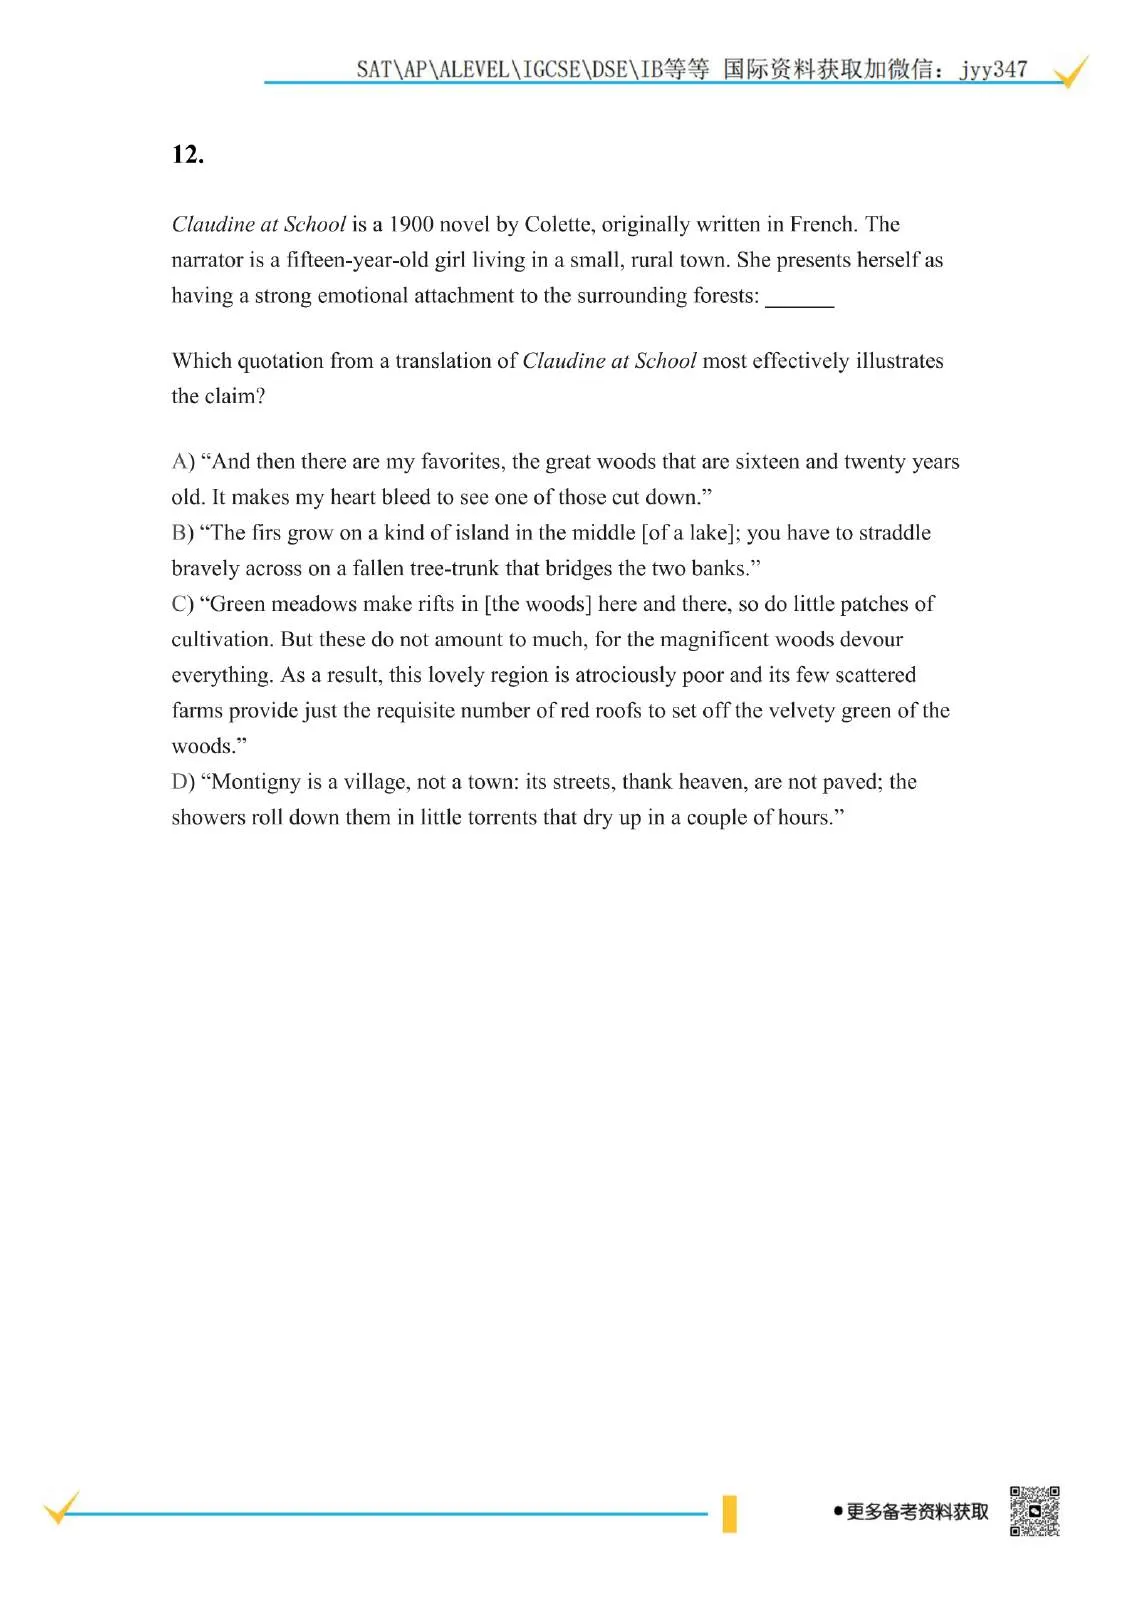 SAT\AP\ALEVEL\IGCSE\DSE\IB等等 国际资料获取加微信：jyy347
12.
Claudine at School is a 1900 novel by Colette, originally written in French. The
narrator is a fifteen-year-old girl living in a small, rural town. She presents herself as
having a strong emotional attachment to the surrounding forests: ______
Which quotation from a translation of Claudine at School most effectively illustrates
the claim?
A) “And then there are my favorites, the great woods that are sixteen and twenty years
old. It makes my heart bleed to see one of those cut down.”
B) “The firs grow on a kind of island in the middle [of a lake]; you have to straddle
bravely across on a fallen tree-trunk that bridges the two banks.”
C) “Green meadows make rifts in [the woods] here and there, so do little patches of
cultivation. But these do not amount to much, for the magnificent woods devour
everything. As a result, this lovely region is atrociously poor and its few scattered
farms provide just the requisite number of red roofs to set off the velvety green of the
woods.”
D) “Montigny is a village, not a town: its streets, thank heaven, are not paved; the
showers roll down them in little torrents that dry up in a couple of hours.”
•更多备考资料获取